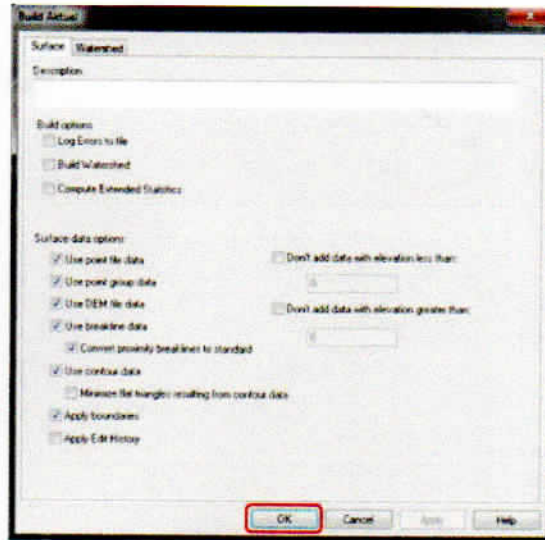 Build Aktual
Surface Watershed
Description
Build options
Log Errors to file
Build Watershed
Compute Extended Statistics
Surface data options
Use point file data
Don't add data with elevation less than:
Use point group data
Use DEM file data
Don't add data with elevation greater than:
Use breakline data
Convert proximity breaklines to standard
Use contour data
Minimize flat triangles resulting from contour data
Apply boundaries
Apply Edit History
OK Cancel Apply Help